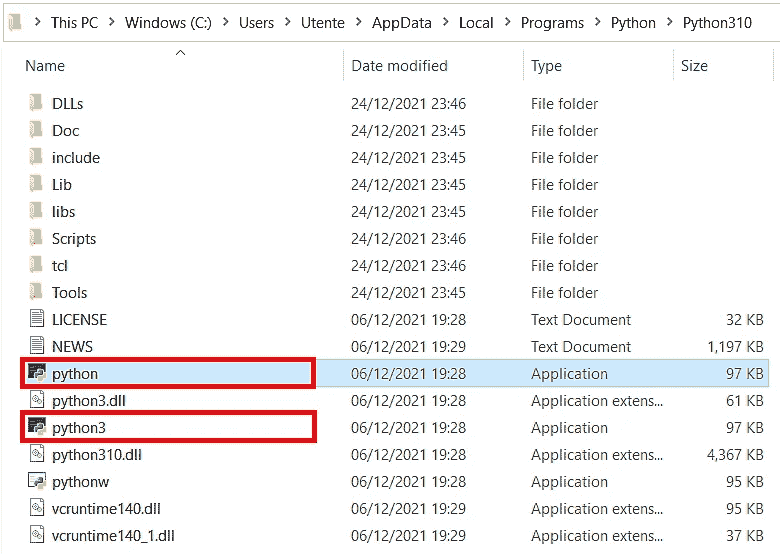 This PC > Windows (C:) > Users > Utente > AppData > Local > Programs > Python > Python310
Name Date modified Type Size
DLLs 24/12/2021 23:46 File folder
Doc 24/12/2021 23:46 File folder
include 24/12/2021 23:45 File folder
Lib 24/12/2021 23:45 File folder
libs 24/12/2021 23:45 File folder
Scripts 24/12/2021 23:46 File folder
tcl 24/12/2021 23:46 File folder
Tools 24/12/2021 23:45 File folder
LICENSE 06/12/2021 19:28 Text Document 32 KB
NEWS 06/12/2021 19:29 Text Document 1,197 KB
python 06/12/2021 19:28 Application 97 KB
python3.dll 06/12/2021 19:28 Application extens... 61 KB
python3 06/12/2021 19:28 Application 97 KB
python310.dll 06/12/2021 19:28 Application extens... 4,367 KB
pythonw 06/12/2021 19:28 Application 95 KB
vcruntime140.dll 06/12/2021 19:29 Application extens... 95 KB
vcruntime140_1.dll 06/12/2021 19:29 Application extens... 37 KB